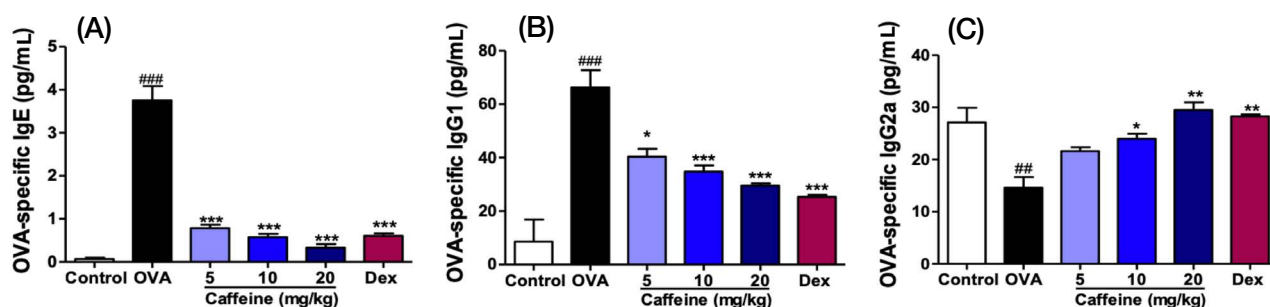 (A)
OVA-specific IgE (pg/mL)
5
4
3
2
1
0
###
***
***
***
***
Control OVA 5 10 20 Dex
Caffeine (mg/kg)
(B)
OVA-specific IgG1 (pg/mL)
80
60
40
20
0
###
*
***
***
***
Control OVA 5 10 20 Dex
Caffeine (mg/kg)
(C)
OVA-specific IgG2a (pg/mL)
40
30
20
10
0
##
*
**
**
Control OVA 5 10 20 Dex
Caffeine (mg/kg)